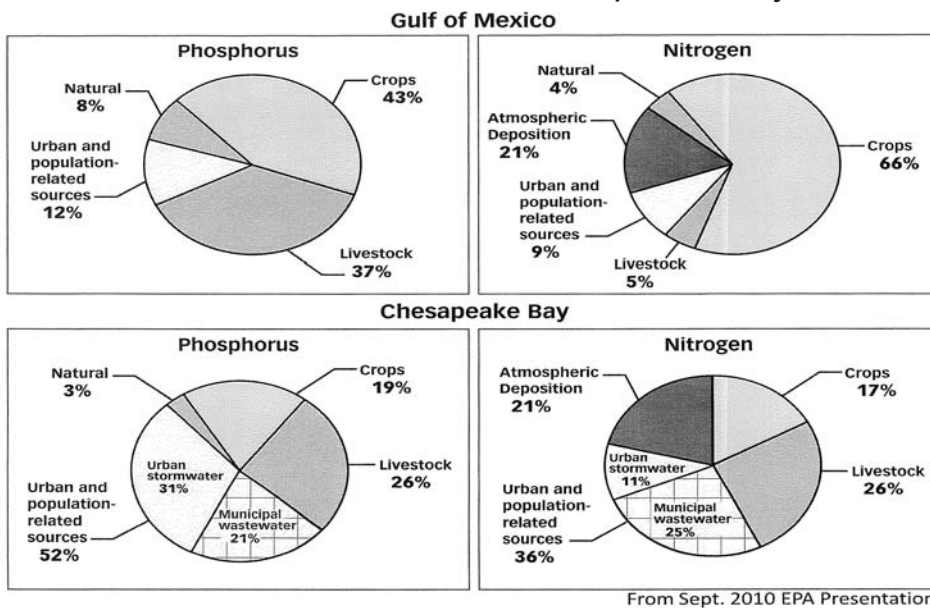 Gulf of Mexico
Phosphorus
Natural
8%
Crops
43%
Urban and
population-
related
sources
12%
Livestock
37%
Nitrogen
Natural
4%
Atmospheric
Deposition
21%
Crops
66%
Urban and
population-
related
sources
9%
Livestock
5%
Chesapeake Bay
Phosphorus
Natural
3%
Crops
19%
Urban
stormwater
31%
Livestock
26%
Urban and
population-
related
sources
52%
Municipal
wastewater
21%
Nitrogen
Atmospheric
Deposition
21%
Crops
17%
Urban
stormwater
11%
Livestock
26%
Urban and
population-
related
sources
36%
Municipal
wastewater
25%
From Sept. 2010 EPA Presentation